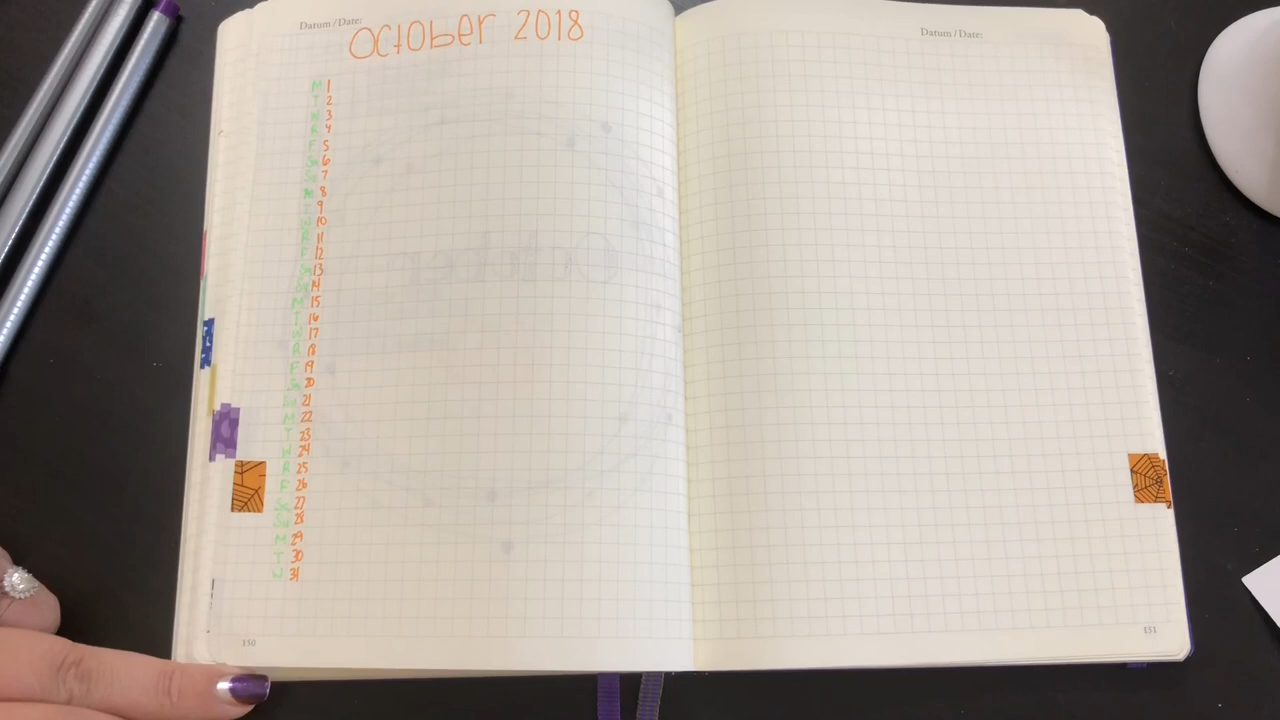 Datum / Date:
October 2018
Datum / Date:
M 1
T 2
W 3
R 4
F 5
Sa 6
Su 7
M 8
T 9
W 10
R 11
F 12
Sa 13
Su 14
M 15
T 16
W 17
R 18
F 19
Sa 20
Su 21
M 22
T 23
W 24
R 25
F 26
Sa 27
Su 28
M 29
T 30
W 31
150
151